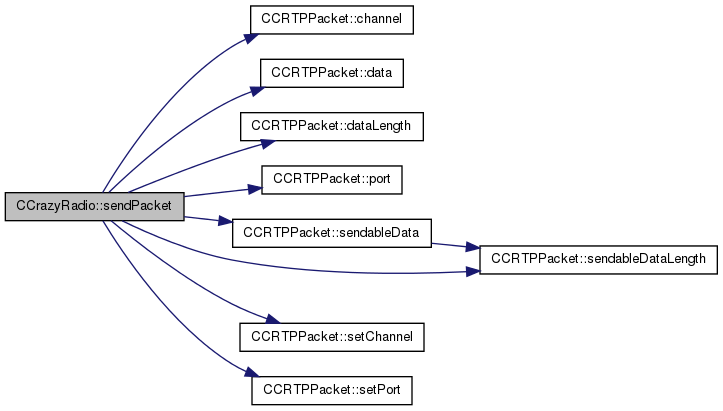 CCRTPPacket::channel
CCRTPPacket::data
CCRTPPacket::dataLength
CCRTPPacket::port
CCrazyRadio::sendPacket
CCRTPPacket::sendableData
CCRTPPacket::sendableDataLength
CCRTPPacket::setChannel
CCRTPPacket::setPort